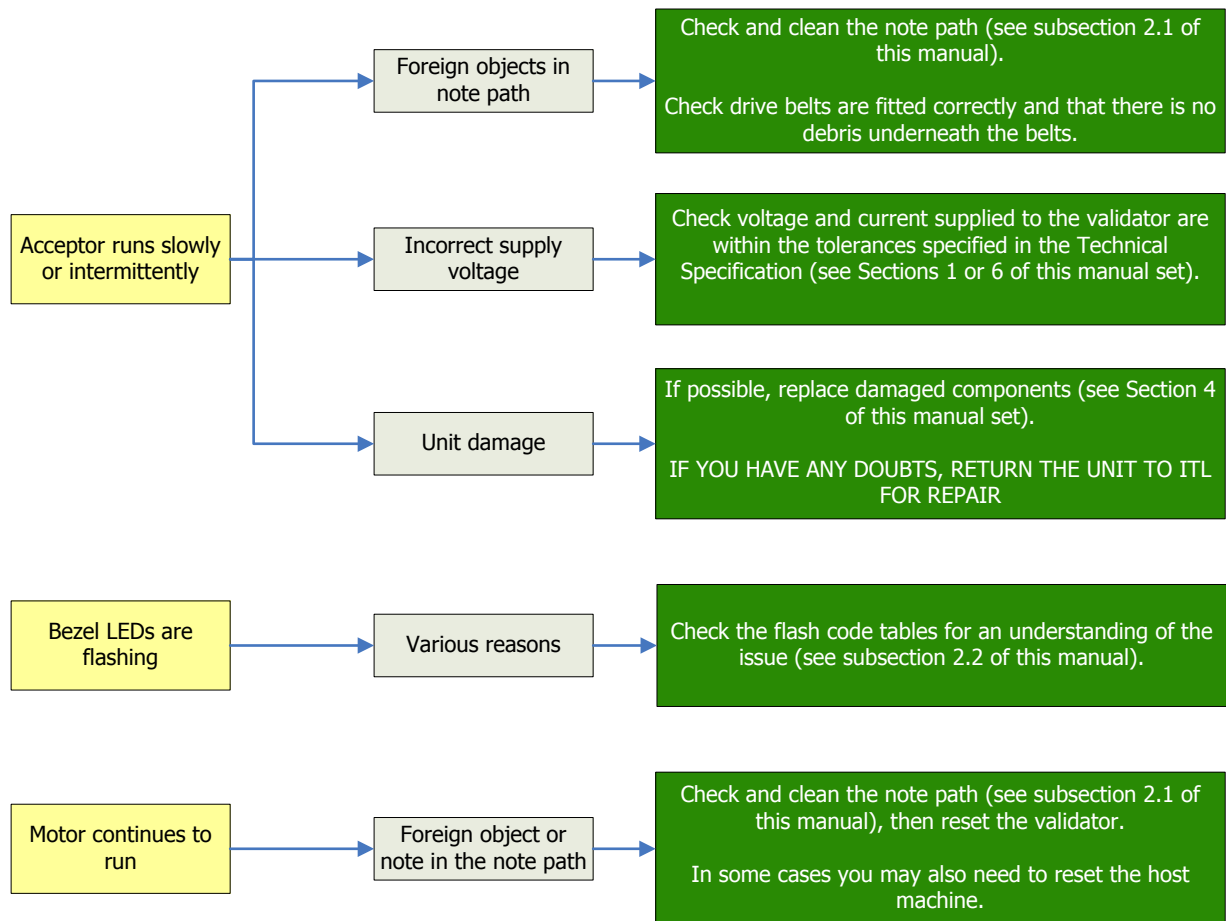 Acceptor runs slowly
or intermittently
Foreign objects in
note path
Check and clean the note path (see subsection 2.1 of
this manual).
Check drive belts are fitted correctly and that there is no
debris underneath the belts.
Incorrect supply
voltage
Check voltage and current supplied to the validator are
within the tolerances specified in the Technical
Specification (see Sections 1 or 6 of this manual set).
Unit damage
If possible, replace damaged components (see Section 4
of this manual set).
IF YOU HAVE ANY DOUBTS, RETURN THE UNIT TO ITL
FOR REPAIR
Bezel LEDs are
flashing
Various reasons
Check the flash code tables for an understanding of the
issue (see subsection 2.2 of this manual).
Motor continues to
run
Foreign object or
note in the note path
Check and clean the note path (see subsection 2.1 of
this manual), then reset the validator.
In some cases you may also need to reset the host
machine.